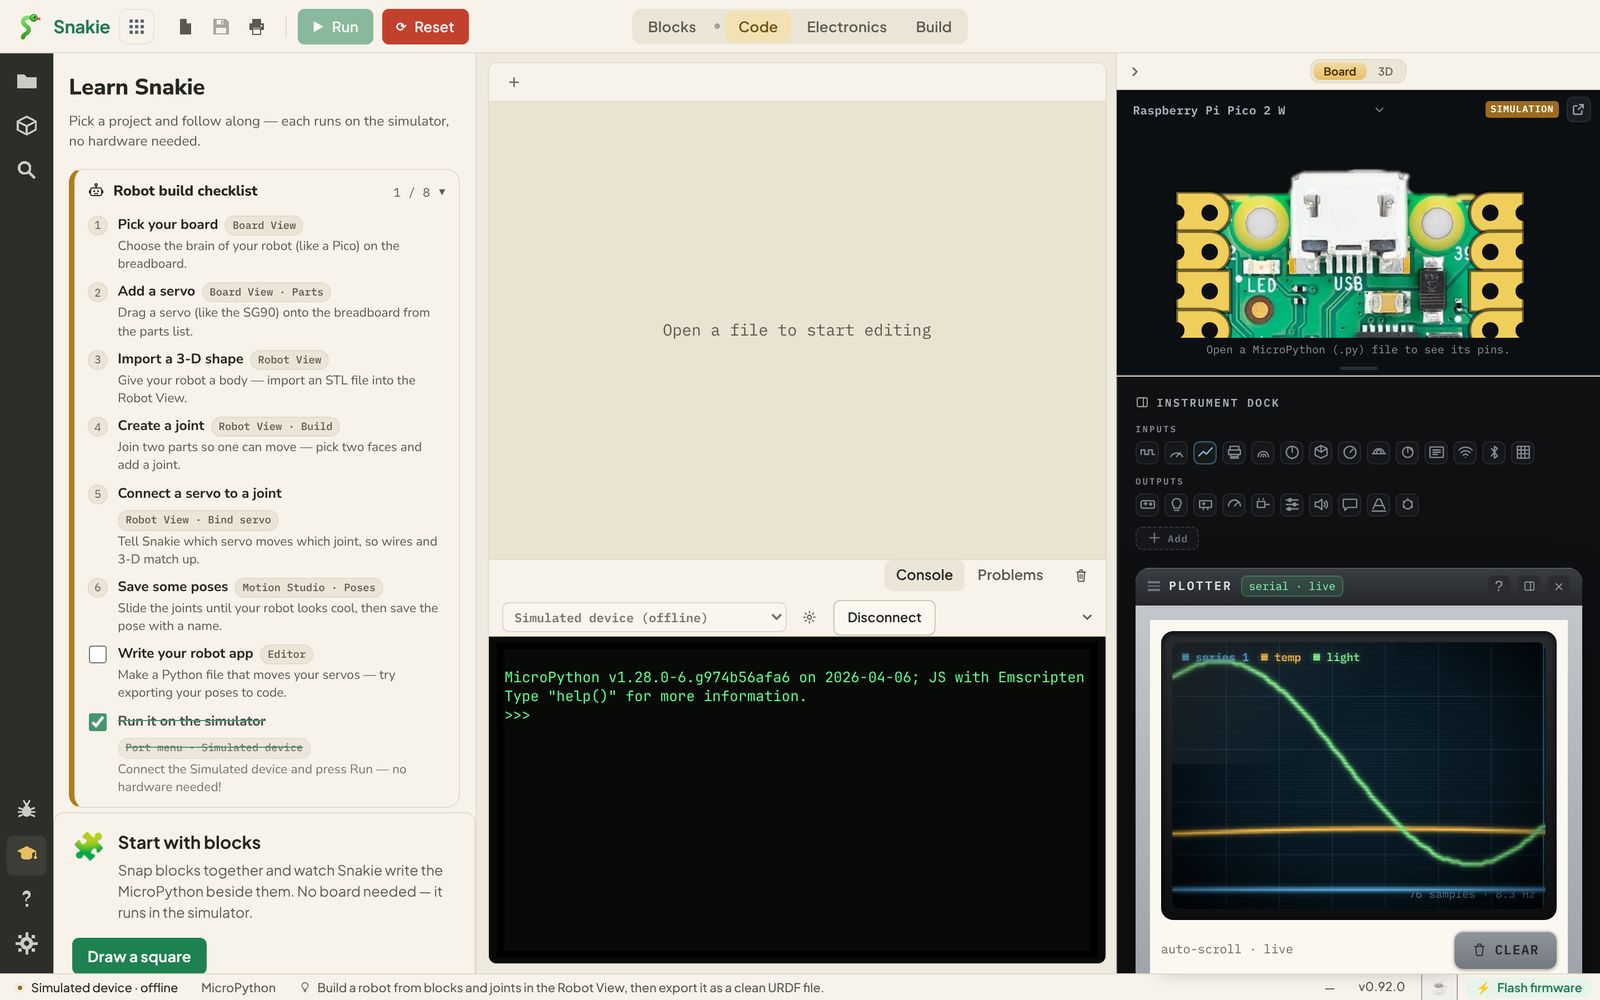 Snakie
Run
Reset
Blocks
Code
Electronics
Build
Learn Snakie
Pick a project and follow along — each runs on the simulator,
no hardware needed.
Robot build checklist
1 / 8
1
Pick your board
Board View
Choose the brain of your robot (like a Pico) on the
breadboard.
2
Add a servo
Board View · Parts
Drag a servo (like the SG90) onto the breadboard from
the parts list.
3
Import a 3-D shape
Robot View
Give your robot a body — import an STL file into the
Robot View.
4
Create a joint
Robot View · Build
Join two parts so one can move — pick two faces and
add a joint.
5
Connect a servo to a joint
Robot View · Bind servo
Tell Snakie which servo moves which joint, so wires and
3-D match up.
6
Save some poses
Motion Studio · Poses
Slide the joints until your robot looks cool, then save the
pose with a name.
Write your robot app
Editor
Make a Python file that moves your servos — try
exporting your poses to code.
Run it on the simulator
Port menu · Simulated device
Connect the Simulated device and press Run — no
hardware needed!
Start with blocks
Snap blocks together and watch Snakie write the
MicroPython beside them. No board needed — it
runs in the simulator.
Draw a square
Open a file to start editing
Console
Problems
Simulated device (offline)
Disconnect
MicroPython v1.28.0-6.g974b56afa6 on 2026-04-06; JS with Emscripten
Type "help()" for more information.
>>>
Board
3D
Raspberry Pi Pico 2 W
SIMULATION
LED
USB
39
Open a MicroPython (.py) file to see its pins.
INSTRUMENT DOCK
INPUTS
OUTPUTS
+ Add
PLOTTER
serial · live
?
series 1
temp
light
76 samples · 8.3 Hz
auto-scroll · live
CLEAR
Simulated device · offline
MicroPython
Build a robot from blocks and joints in the Robot View, then export it as a clean URDF file.
—
v0.92.0
Flash firmware